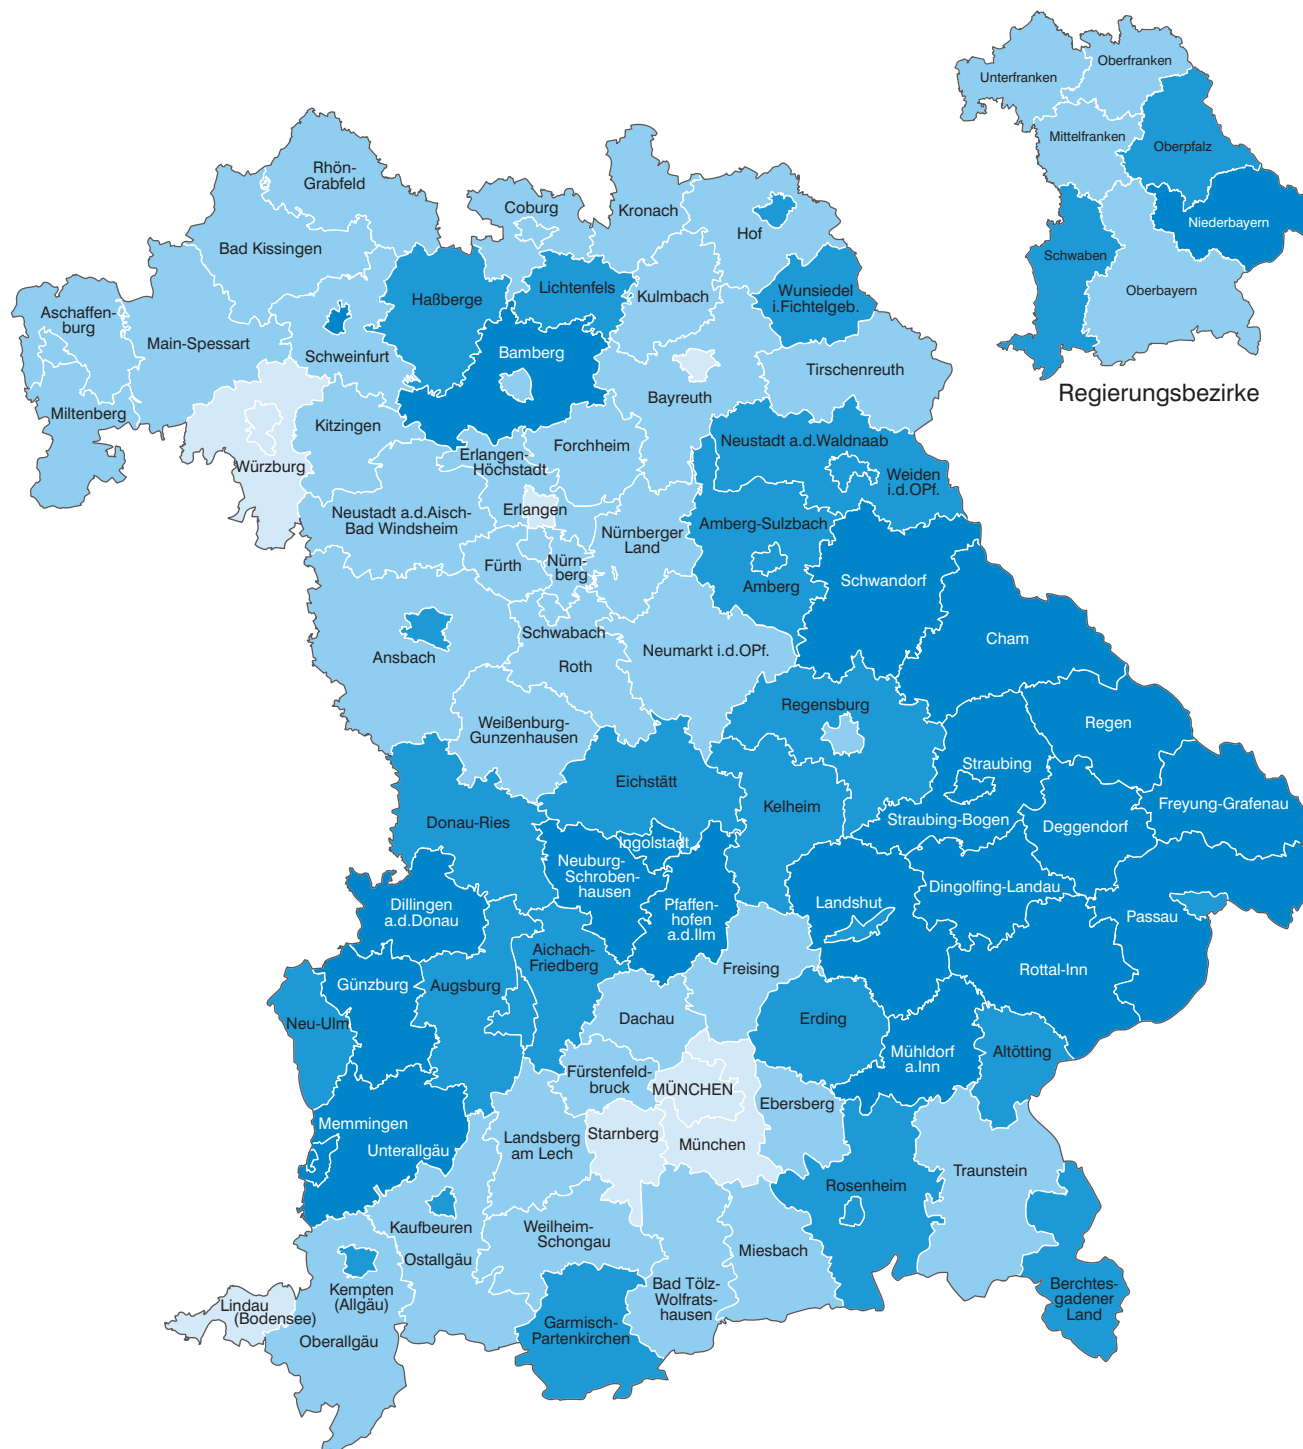 Oberfranken
Unterfranken
Mittelfranken
Oberpfalz
Niederbayern
Schwaben
Oberbayern
Regierungsbezirke
Rhön-
Grabfeld
Coburg
Kronach
Hof
Bad Kissingen
Haßberge
Lichtenfels
Kulmbach
Wunsiedel
i.Fichtelgeb.
Aschaffen-
burg
Main-Spessart
Schweinfurt
Bamberg
Tirschenreuth
Bayreuth
Miltenberg
Kitzingen
Forchheim
Neustadt a.d.Waldnaab
Erlangen-
Höchstadt
Würzburg
Weiden
i.d.OPf.
Neustadt a.d.Aisch-
Bad Windsheim
Erlangen
Nürnberger
Land
Amberg-Sulzbach
Fürth
Nürn-
berg
Amberg
Schwandorf
Schwabach
Cham
Ansbach
Roth
Neumarkt i.d.OPf.
Regensburg
Weißenburg-
Gunzenhausen
Regen
Straubing
Eichstätt
Kelheim
Freyung-Grafenau
Donau-Ries
Straubing-Bogen
Deggendorf
Ingolstadt
Neuburg-
Schroben-
hausen
Dillingen
a.d.Donau
Pfaffen-
hofen
a.d.Ilm
Landshut
Dingolfing-Landau
Passau
Aichach-
Friedberg
Freising
Rottal-Inn
Günzburg
Augsburg
Neu-Ulm
Dachau
Erding
Mühldorf
a.Inn
Altötting
Fürstenfeld-
bruck
MÜNCHEN
Ebersberg
Memmingen
Unterallgäu
Landsberg
am Lech
Starnberg
München
Traunstein
Rosenheim
Kaufbeuren
Weilheim-
Schongau
Ostallgäu
Miesbach
Kempten
(Allgäu)
Bad Tölz-
Wolfrats-
hausen
Berchtes-
gadener
Land
Lindau
(Bodensee)
Oberallgäu
Garmisch-
Partenkirchen